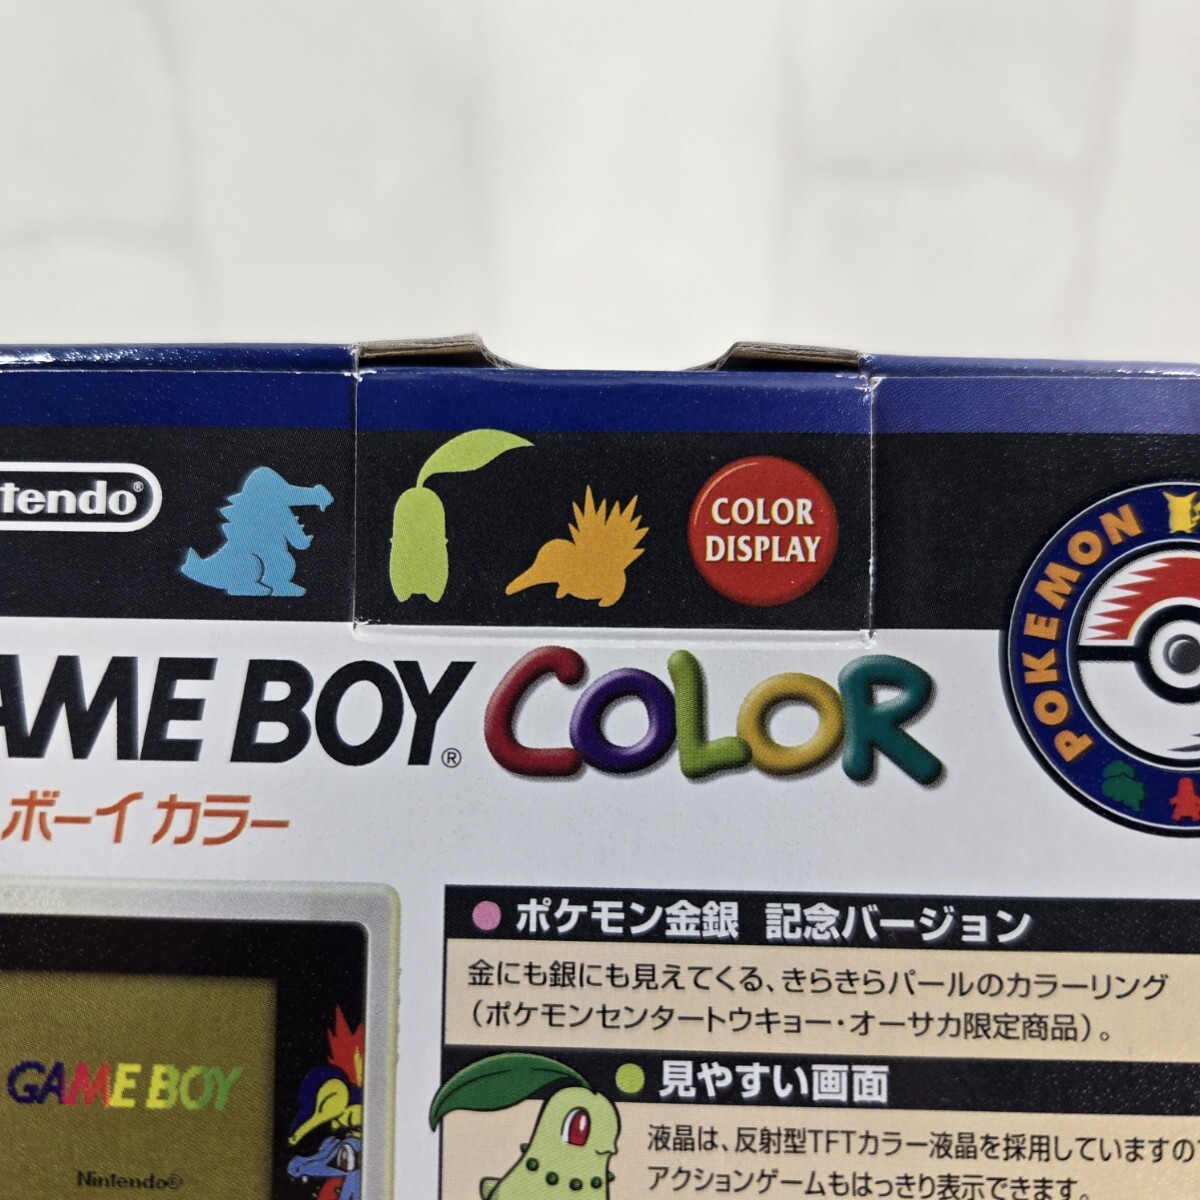 ntendo®
COLOR
DISPLAY
POKEMON
AME BOY® COLOR
ボーイ カラー
ポケモン金銀 記念バージョン
金にも銀にも見えてくる、きらきらパールのカラーリング
(ポケモンセンタートウキョー・オーサカ限定商品)。
見やすい画面
液晶は、反射型TFTカラー液晶を採用していますので
アクションゲームもはっきり表示できます。
GAME BOY
Nintendo®